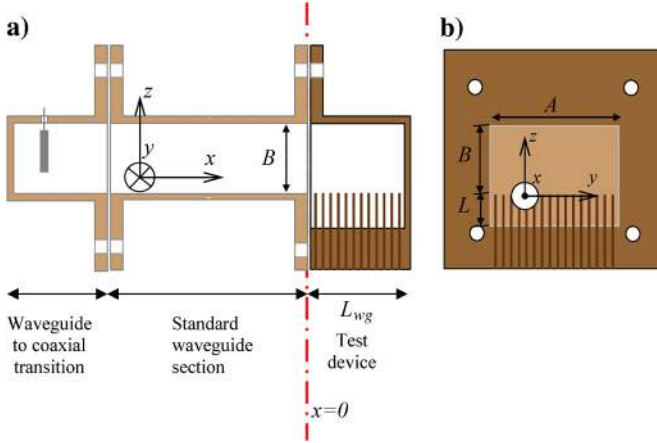 a)
b)
z
y
x
B
A
B
z
x
y
L
L_wg
Waveguide
to coaxial
transition
Standard
waveguide
section
Test
device
x=0